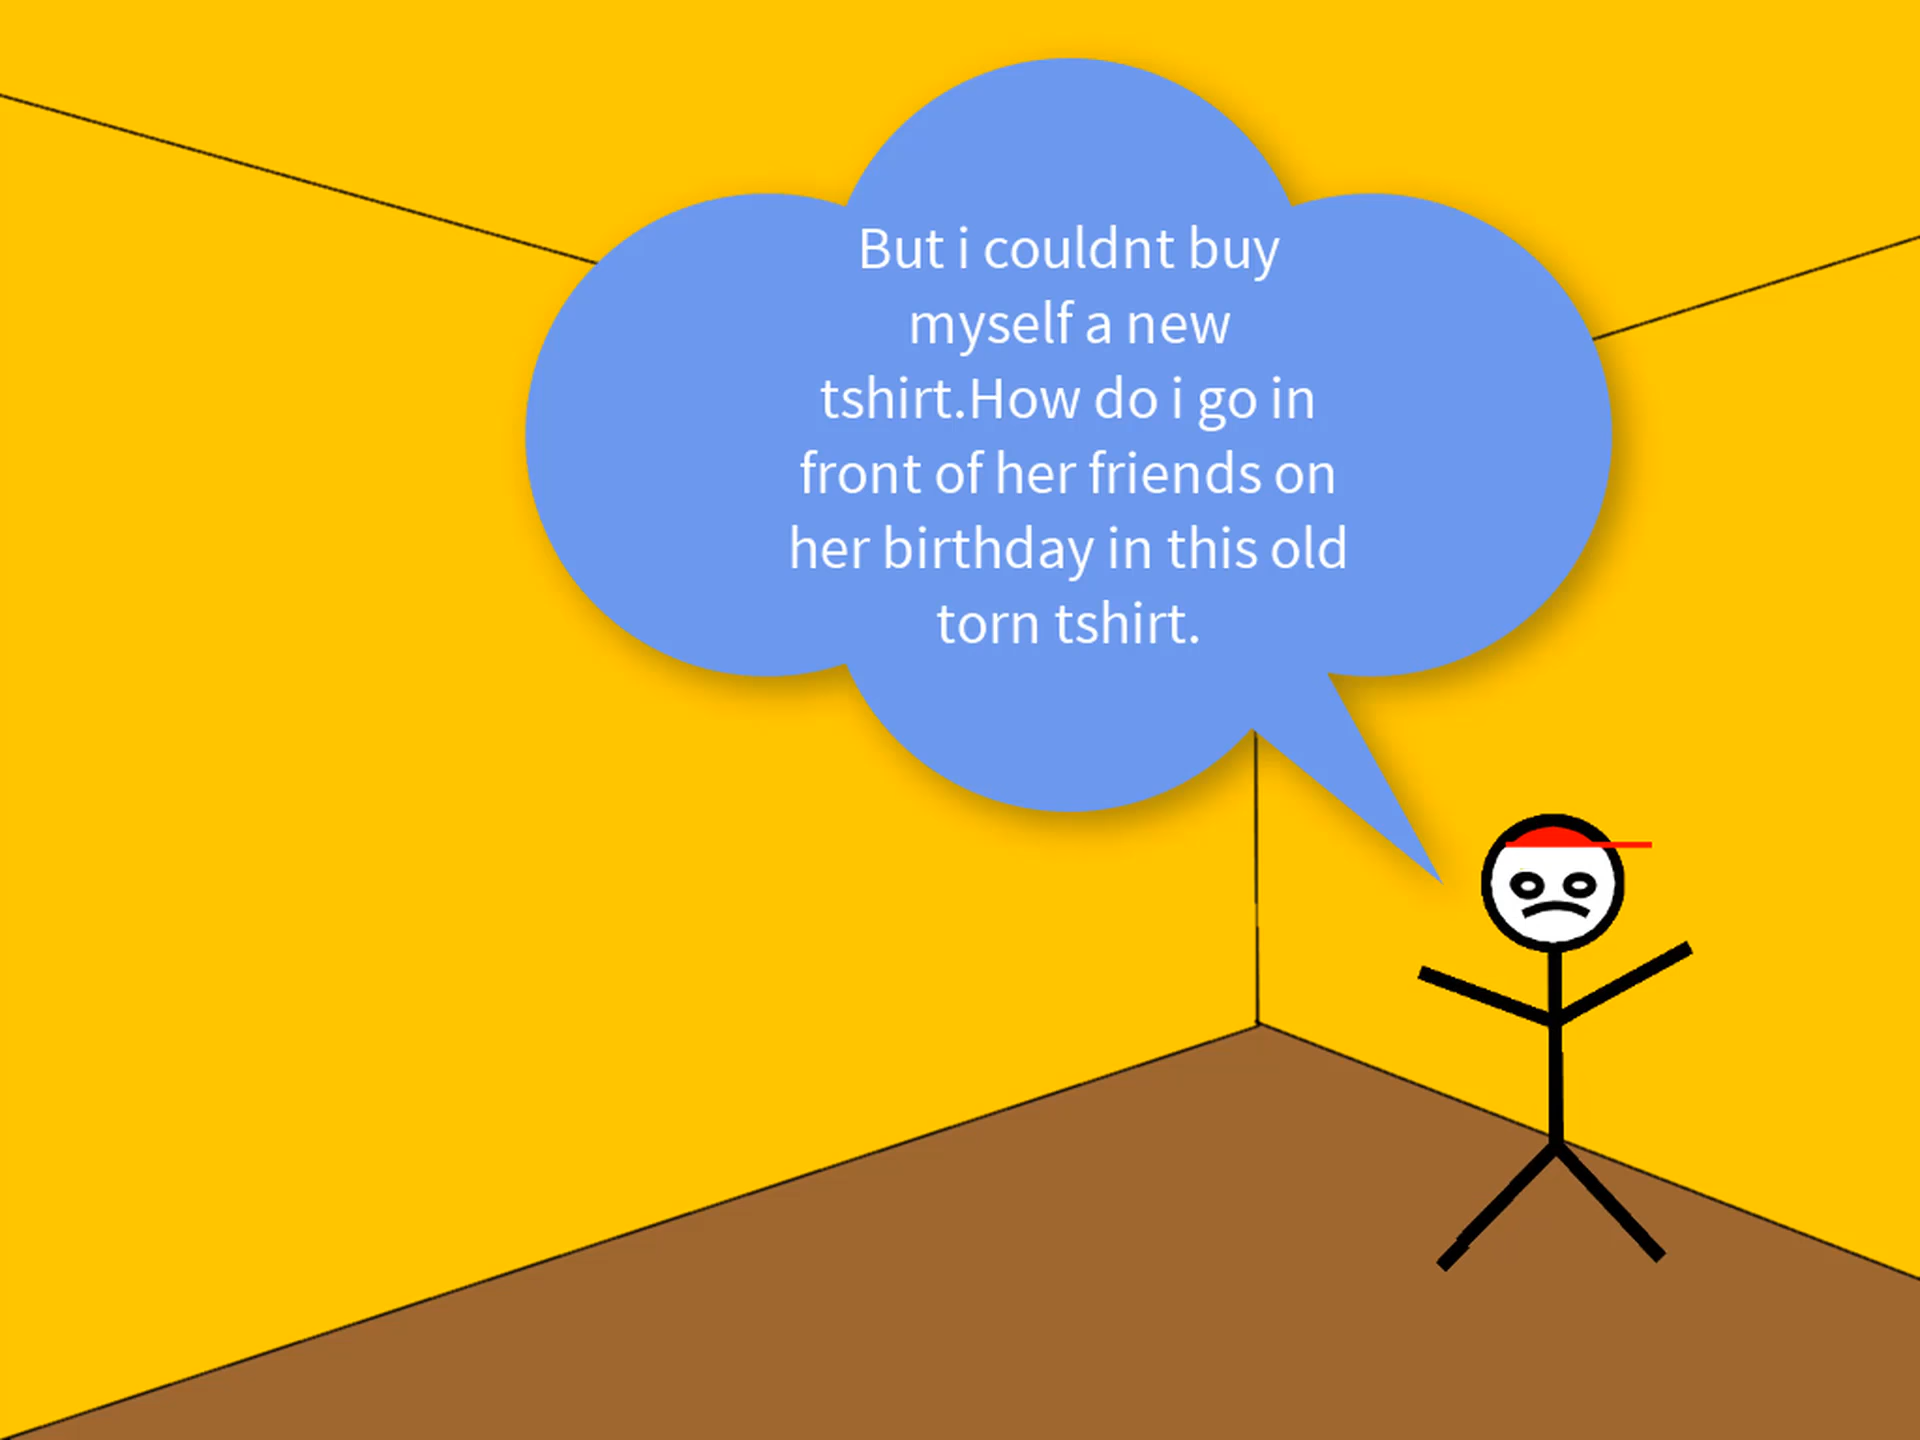 But i couldnt buy
myself a new
tshirt.How do i go in
front of her friends on
her birthday in this old
torn tshirt.